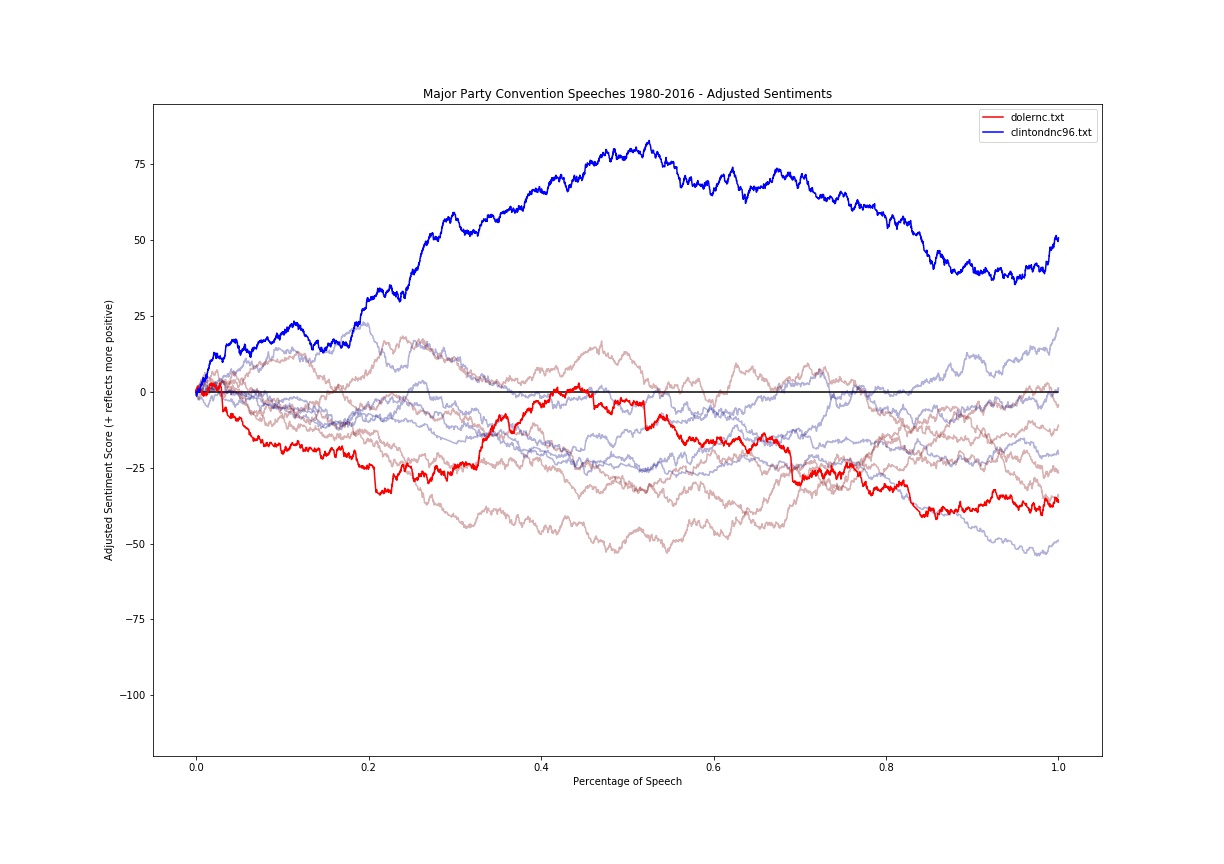 Major Party Convention Speeches 1980-2016 - Adjusted Sentiments
dolernc.txt
clintondnc96.txt
Adjusted Sentiment Score (+ reflects more positive)
75
50
25
0
−25
−50
−75
−100
0.0
0.2
0.4
0.6
0.8
1.0
Percentage of Speech